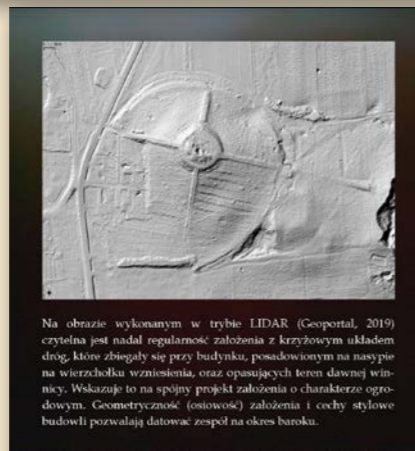 Na obrazie wykonanym w trybie LIDAR (Geoportal, 2019)
czytelna jest nadal regularność założenia z krzyżowym układem
dróg, które zbiegały się przy budynku, posadowionym na nasypie
na wierzchołku wzniesienia, oraz opasujących teren dawnej win-
nicy. Wskazuje to na spójny projekt założenia o charakterze ogro-
dowym. Geometryczność (osiowość) założenia i cechy stylowe
budowli pozwalają datować zespół na okres baroku.